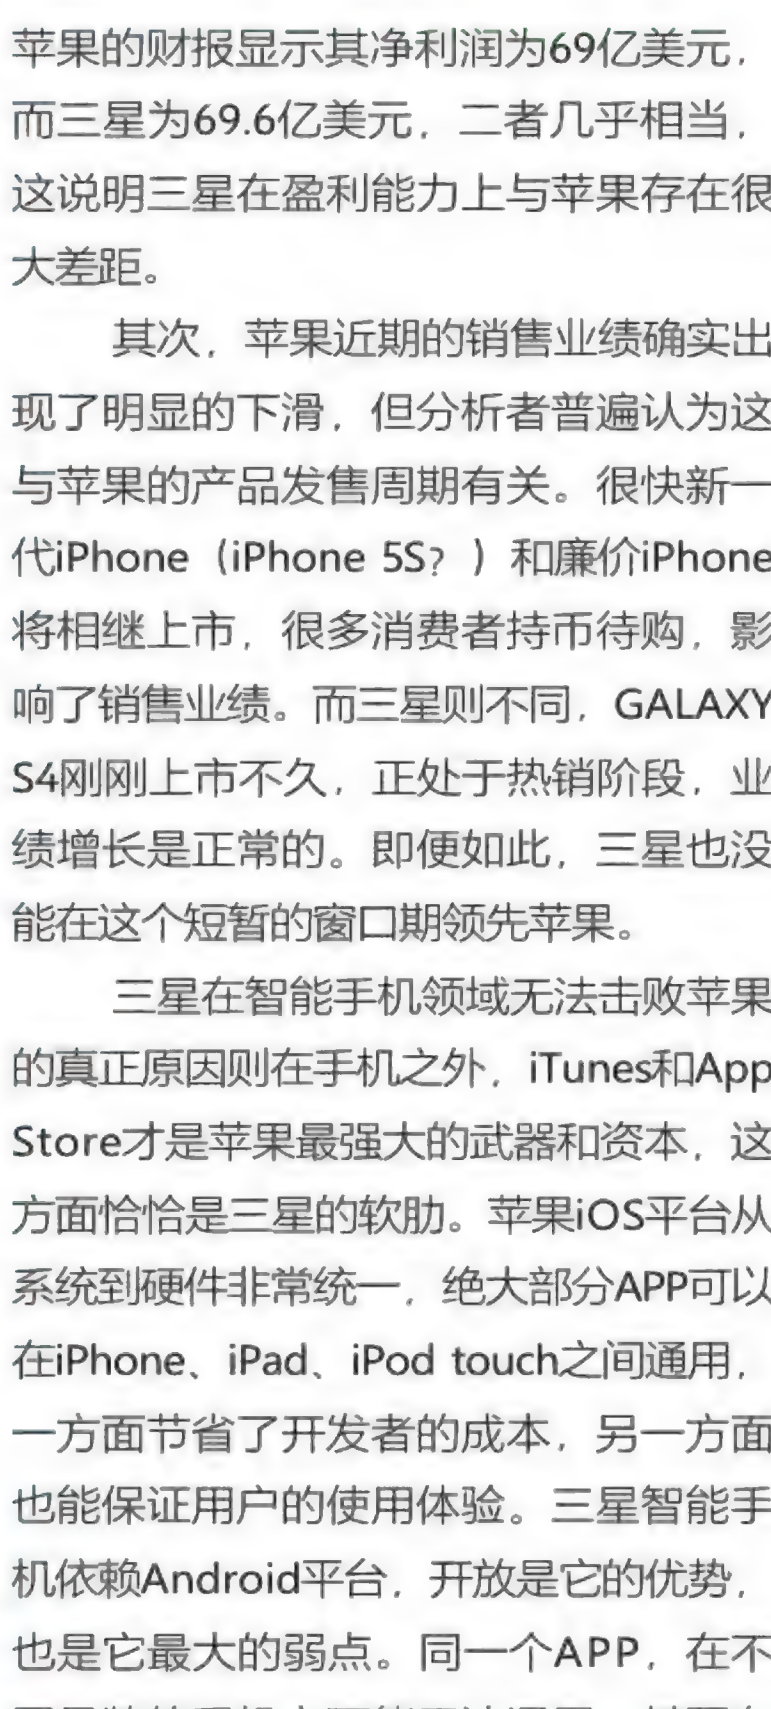 苹果的财报显示其净利润为69亿美元，
而三星为69.6亿美元，二者几乎相当，
这说明三星在盈利能力上与苹果存在很
大差距。
其次，苹果近期的销售业绩确实出
现了明显的下滑，但分析者普遍认为这
与苹果的产品发售周期有关。很快新一
代iPhone（iPhone 5S？）和廉价iPhone
将相继上市，很多消费者持币待购，影
响了销售业绩。而三星则不同，GALAXY
S4刚刚上市不久，正处于热销阶段，业
绩增长是正常的。即便如此，三星也没
能在这个短暂的窗口期领先苹果。
三星在智能手机领域无法击败苹果
的真正原因则在手机之外，iTunes和App
Store才是苹果最强大的武器和资本，这
方面恰恰是三星的软肋。苹果iOS平台从
系统到硬件非常统一，绝大部分APP可以
在iPhone、iPad、iPod touch之间通用，
一方面节省了开发者的成本，另一方面
也能保证用户的使用体验。三星智能手
机依赖Android平台，开放是它的优势，
也是它最大的弱点。同一个APP，在不